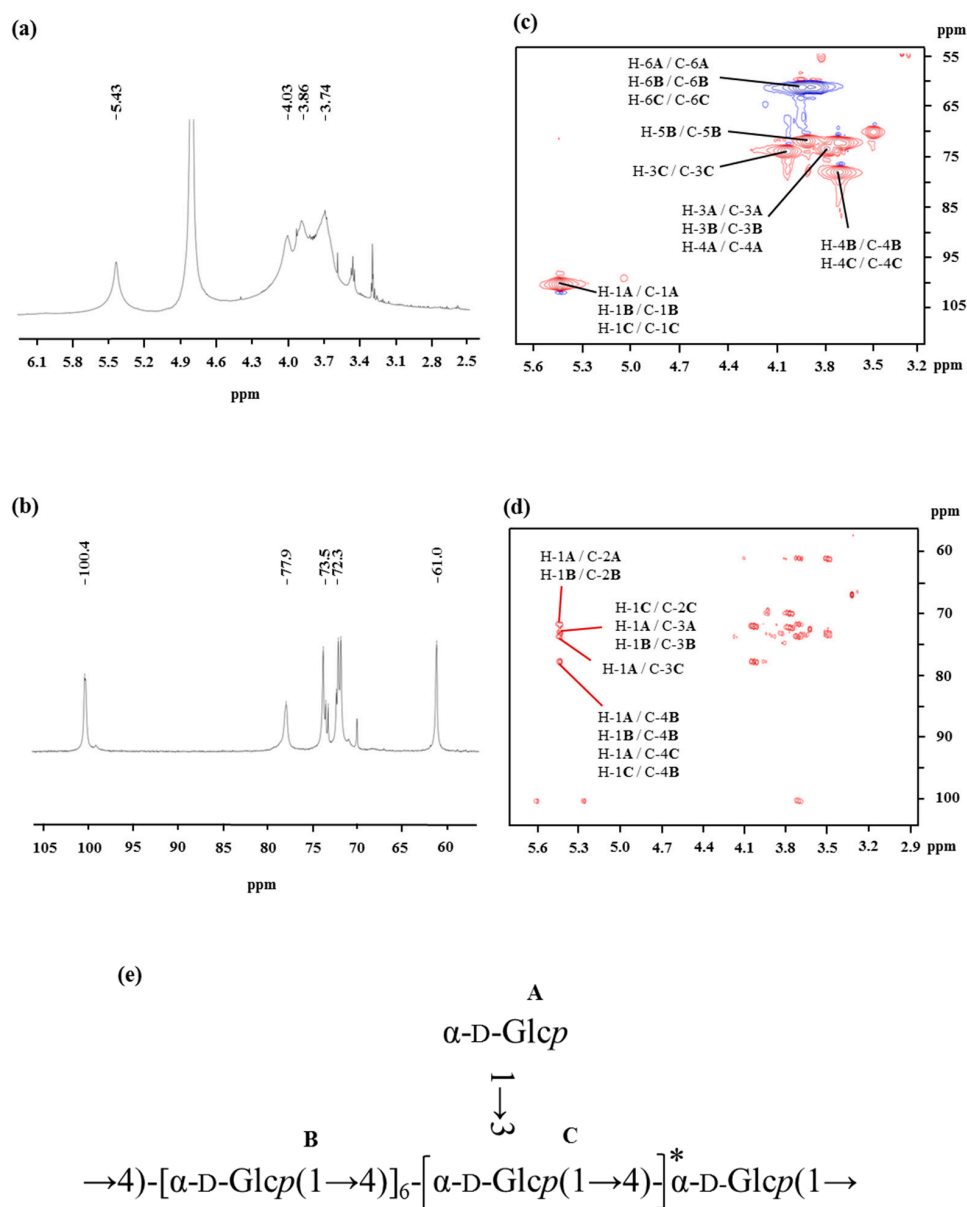 (a)
5.43
4.03
3.86
3.74
6.1 5.8 5.5 5.2 4.9 4.6 4.3 4.0 3.7 3.4 3.1 2.8 2.5
ppm
(c)
ppm
H-6A / C-6A
H-6B / C-6B
H-6C / C-6C
H-5B / C-5B
H-3C / C-3C
H-3A / C-3A
H-3B / C-3B
H-4A / C-4A
H-4B / C-4B
H-4C / C-4C
H-1A / C-1A
H-1B / C-1B
H-1C / C-1C
55
65
75
85
95
105
5.6 5.3 5.0 4.7 4.4 4.1 3.8 3.5 3.2 ppm
(b)
100.4
77.9
73.5
72.3
61.0
105 100 95 90 85 80 75 70 65 60
ppm
(d)
ppm
H-1A / C-2A
H-1B / C-2B
H-1C / C-2C
H-1A / C-3A
H-1B / C-3B
H-1A / C-3C
H-1A / C-4B
H-1B / C-4B
H-1A / C-4C
H-1C / C-4B
60
70
80
90
100
5.6 5.3 5.0 4.7 4.4 4.1 3.8 3.5 3.2 2.9
ppm
(e)
A
α-D-Glcp
1→3
B C
→4)-[α-D-Glcp(1→4)]6-[α-D-Glcp(1→4)-]*α-D-Glcp(1→